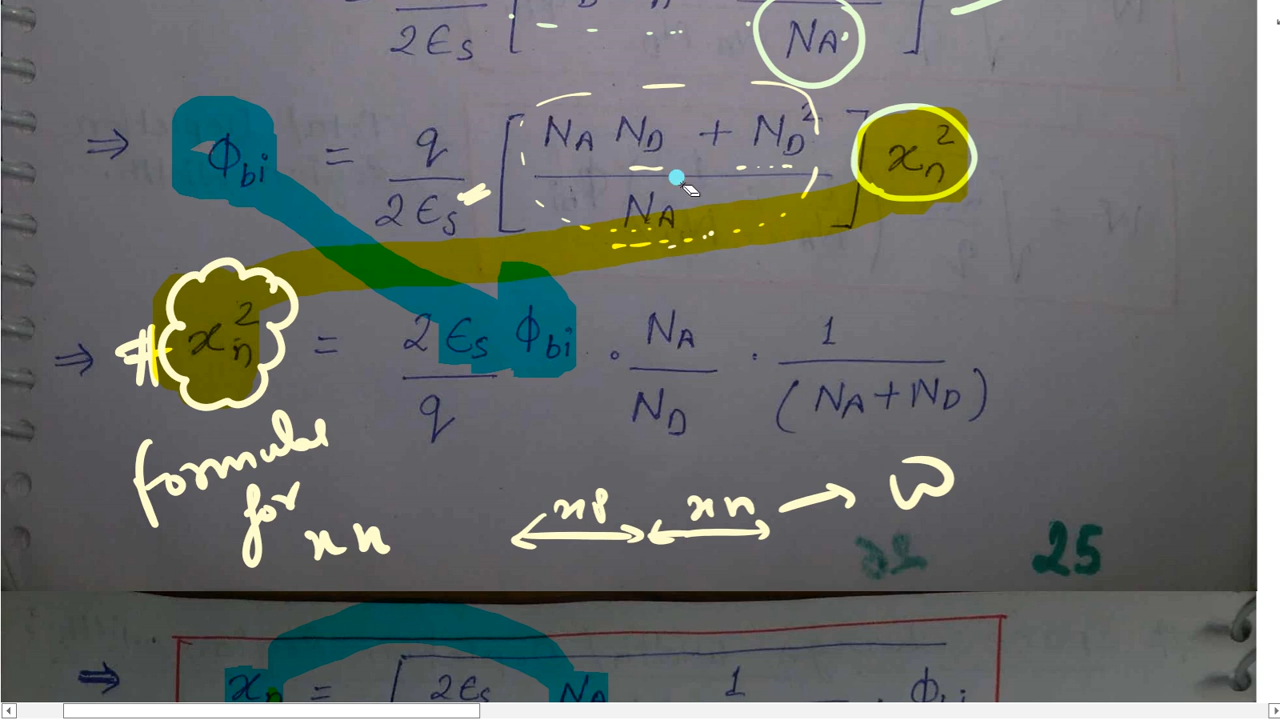 2ϵs [ NA ]
⇒ ϕbi = q / 2ϵs [ NA ND + ND² / NA ] xn²
⇒ xn² = 2ϵs ϕbi / q . NA / ND . 1 / (NA + ND)
formula for xn
xp xn → W
25
⇒ xn = √ 2ϵs NA 1 . ϕbi